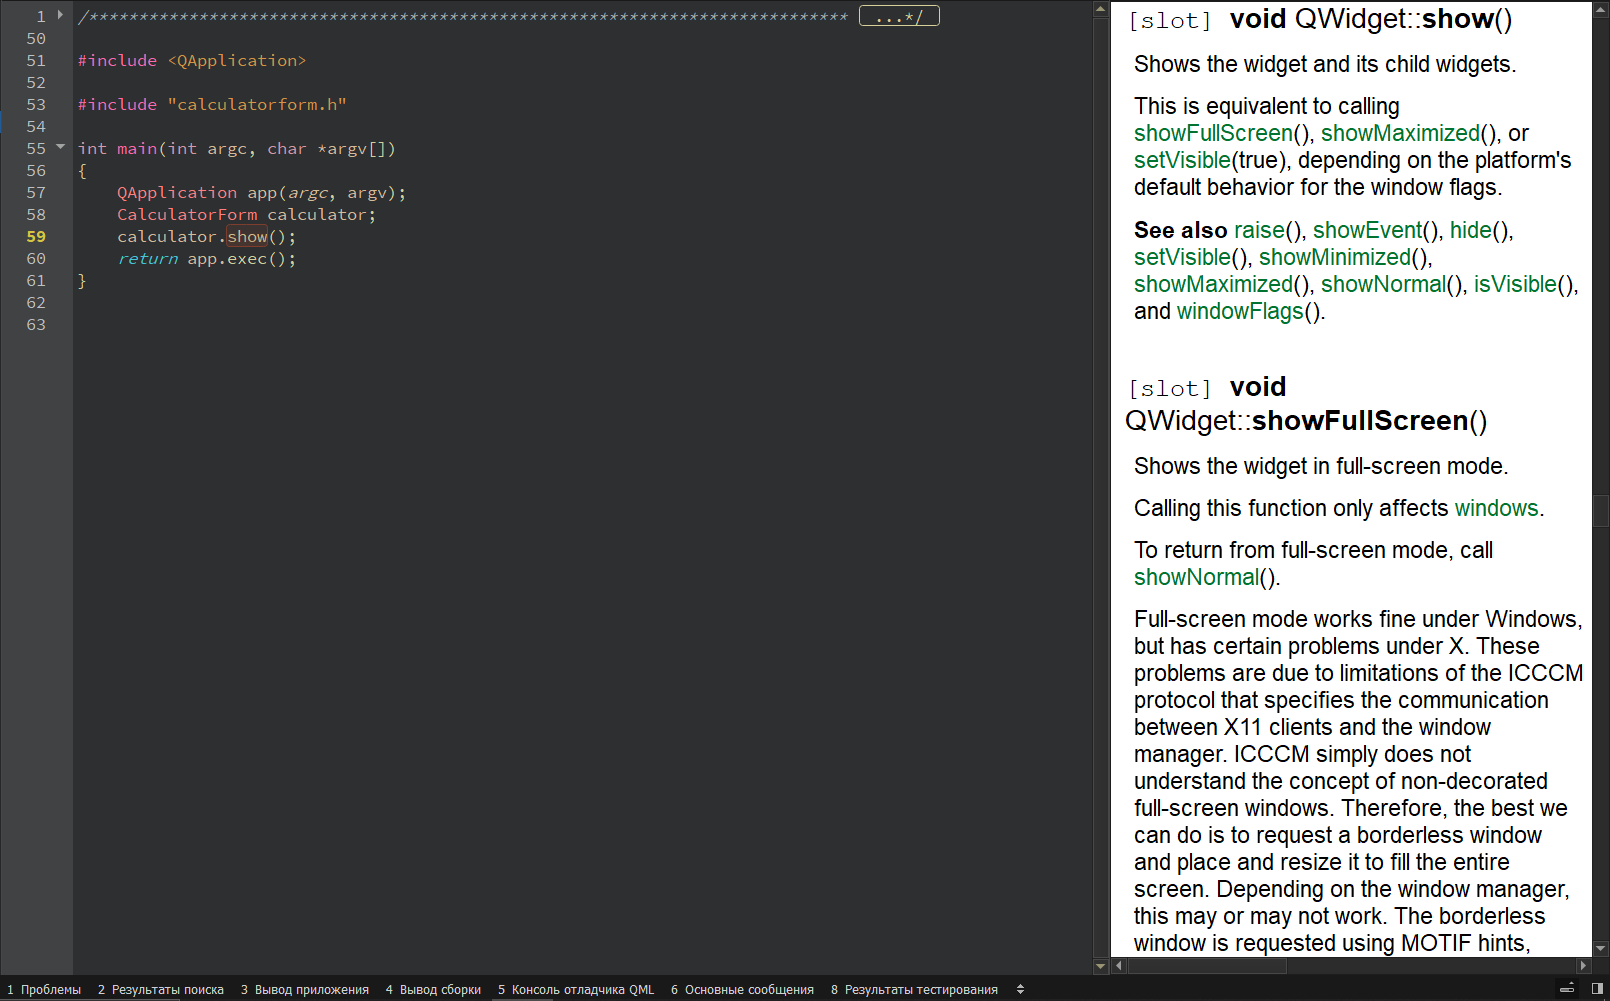 1 /**************************************************************************** ...*/
50
51 #include <QApplication>
52
53 #include "calculatorform.h"
54
55 int main(int argc, char *argv[])
56 {
57 QApplication app(argc, argv);
58 CalculatorForm calculator;
59 calculator.show();
60 return app.exec();
61 }
62
63
[slot] void QWidget::show()
Shows the widget and its child widgets.
This is equivalent to calling
showFullScreen(), showMaximized(), or
setVisible(true), depending on the platform's
default behavior for the window flags.
See also raise(), showEvent(), hide(),
setVisible(), showMinimized(),
showMaximized(), showNormal(), isVisible(),
and windowFlags().
[slot] void
QWidget::showFullScreen()
Shows the widget in full-screen mode.
Calling this function only affects windows.
To return from full-screen mode, call
showNormal().
Full-screen mode works fine under Windows,
but has certain problems under X. These
problems are due to limitations of the ICCCM
protocol that specifies the communication
between X11 clients and the window
manager. ICCCM simply does not
understand the concept of non-decorated
full-screen windows. Therefore, the best we
can do is to request a borderless window
and place and resize it to fill the entire
screen. Depending on the window manager,
this may or may not work. The borderless
window is requested using MOTIF hints,
1 Проблемы 2 Результаты поиска 3 Вывод приложения 4 Вывод сборки 5 Консоль отладчика QML 6 Основные сообщения 8 Результаты тестирования